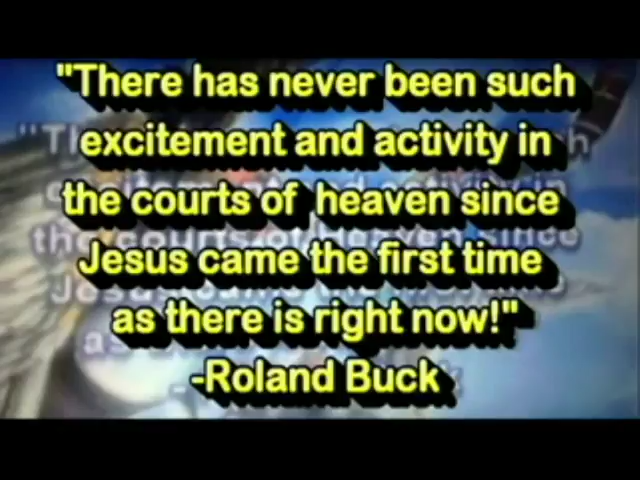 "There has never been such
excitement and activity in
the courts of heaven since
Jesus came the first time
as there is right now!"
-Roland Buck